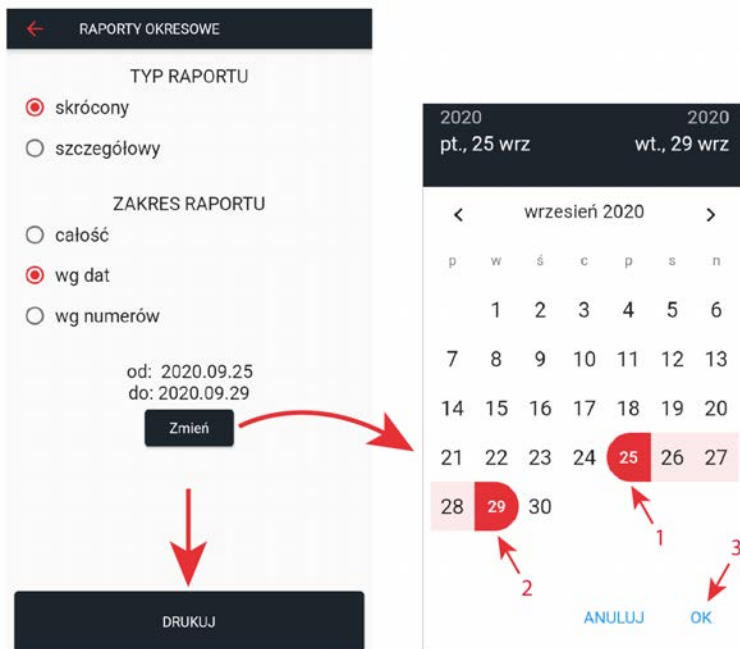 RAPORTY OKRESOWE
TYP RAPORTU
skrócony
szczegółowy
ZAKRES RAPORTU
całość
wg dat
wg numerów
od: 2020.09.25
do: 2020.09.29
Zmień
DRUKUJ
2020 2020
pt., 25 wrz wt., 29 wrz
< wrzesień 2020 >
p w ś c p s n
1 2 3 4 5 6
7 8 9 10 11 12 13
14 15 16 17 18 19 20
21 22 23 24 25 26 27
28 29 30
1
2
3
ANULUJ OK